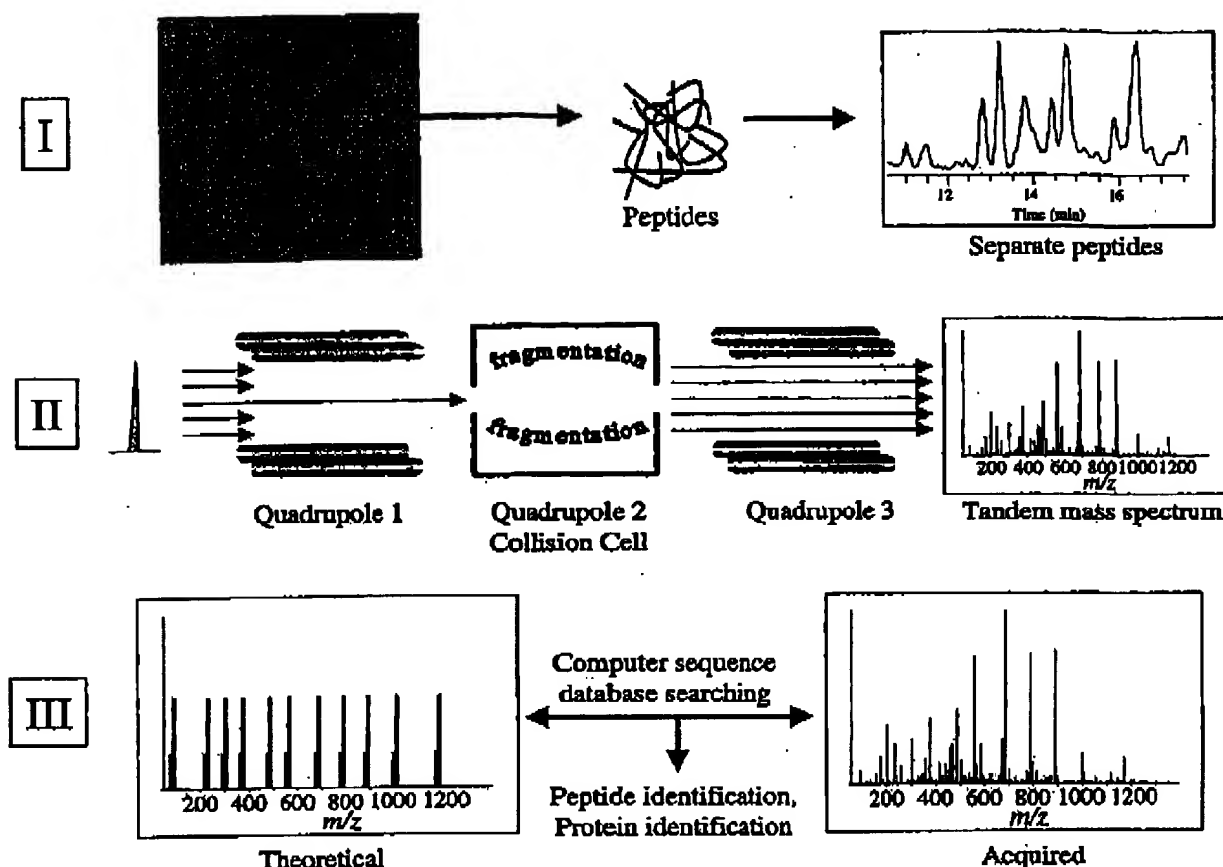 I
Peptides
12 14 16
Time (min)
Separate peptides
II
fragmentation
fragmentation
200 400 600 800 1000 1200
m/z
Quadrupole 1
Quadrupole 2
Collision Cell
Quadrupole 3
Tandem mass spectrum
III
Computer sequence
database searching
Peptide identification,
Protein identification
200 400 600 800 1000 1200
m/z
Theoretical
200 400 600 800 1000 1200
m/z
Acquired